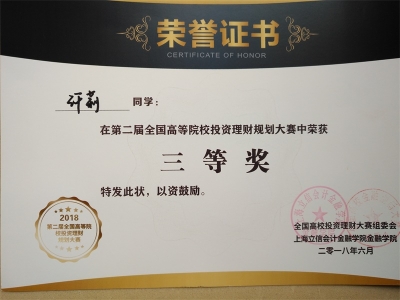 荣誉证书
CERTIFICATE OF HONOR
同学：
在第二届全国高等院校投资理财规划大赛中荣获
三等奖
特发此状，以资鼓励。
2018
第二届全国高等院
校投资理财
规划大赛
全国高校投资理财大赛组委会
上海立信会计金融学院金融学院
二零一八年六月